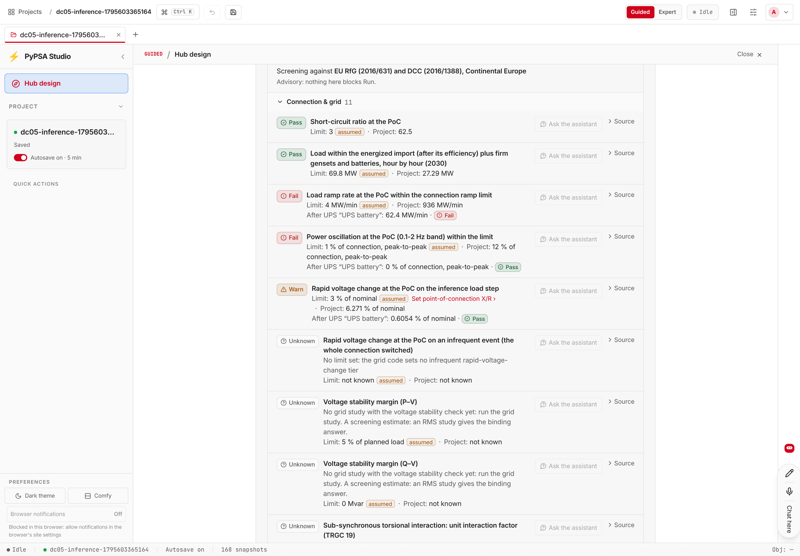 Projects / dc05-inference-1795603365164 Ctrl K Guided Expert Idle A
dc05-inference-1795603... × +
PyPSA Studio
GUIDED / Hub design Close ×
Hub design
PROJECT
dc05-inference-1795603...
Saved
Autosave on · 5 min
QUICK ACTIONS
Screening against EU RfG (2016/631) and DCC (2016/1388), Continental Europe
Advisory: nothing here blocks Run.
Connection & grid 11
Pass Short-circuit ratio at the PoC Ask the assistant Source
Limit: 3 assumed · Project: 62.5
Pass Load within the energized import (after its efficiency) plus firm Ask the assistant Source
gensets and batteries, hour by hour (2030)
Limit: 69.8 MW assumed · Project: 27.29 MW
Fail Load ramp rate at the PoC within the connection ramp limit Ask the assistant Source
Limit: 4 MW/min assumed · Project: 936 MW/min
After UPS “UPS battery”: 62.4 MW/min · Fail
Fail Power oscillation at the PoC (0.1–2 Hz band) within the limit Ask the assistant Source
Limit: 1 % of connection, peak-to-peak assumed · Project: 12 % of
connection, peak-to-peak
After UPS “UPS battery”: 0 % of connection, peak-to-peak · Pass
Warn Rapid voltage change at the PoC on the inference load step Ask the assistant Source
Limit: 3 % of nominal assumed Set point-of-connection X/R ›
· Project: 6.271 % of nominal
After UPS “UPS battery”: 0.6054 % of nominal · Pass
Unknown Rapid voltage change at the PoC on an infrequent event (the Ask the assistant Source
whole connection switched)
No limit set: the grid code sets no infrequent rapid-voltage-
change tier
Limit: not known assumed · Project: not known
Unknown Voltage stability margin (P–V) Ask the assistant Source
No grid study with the voltage stability check yet: run the grid
study. A screening estimate: an RMS study gives the binding
answer.
Limit: 5 % of planned load assumed · Project: not known
Unknown Voltage stability margin (Q–V) Ask the assistant Source
No grid study with the voltage stability check yet: run the grid
study. A screening estimate: an RMS study gives the binding
answer.
Limit: 0 Mvar assumed · Project: not known
Unknown Sub-synchronous torsional interaction: unit interaction factor Ask the assistant Source
(TRGC 19)
PREFERENCES
Dark theme Comfy
Browser notifications Off
Blocked in this browser: allow notifications in the
browser's site settings
Chat here
Idle dc05-inference-1795603365164 Autosave on 168 snapshots Obj: —